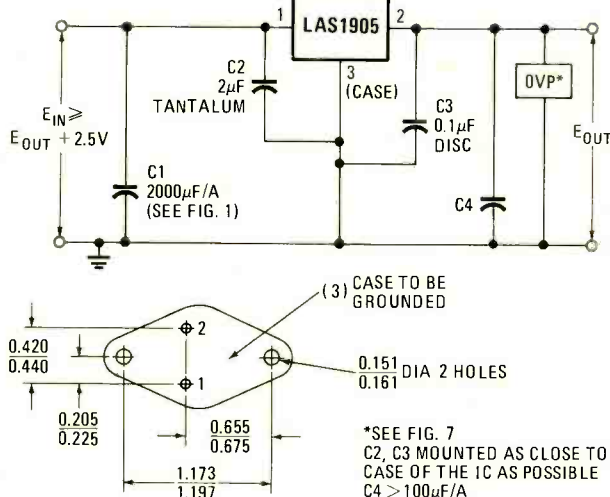 1
LAS1905
2
C2
2µF
TANTALUM
3
(CASE)
C3
0.1µF
DISC
OVP*
EIN ≥
EOUT + 2.5V
EOUT
C1
2000µF/A
(SEE FIG. 1)
C4
(3) CASE TO BE
GROUNDED
2
1
0.420
0.440
0.151
0.161 DIA 2 HOLES
0.205
0.225
0.655
0.675
1.173
1.197
*SEE FIG. 7
C2, C3 MOUNTED AS CLOSE TO
CASE OF THE IC AS POSSIBLE
C4 >100µF/A